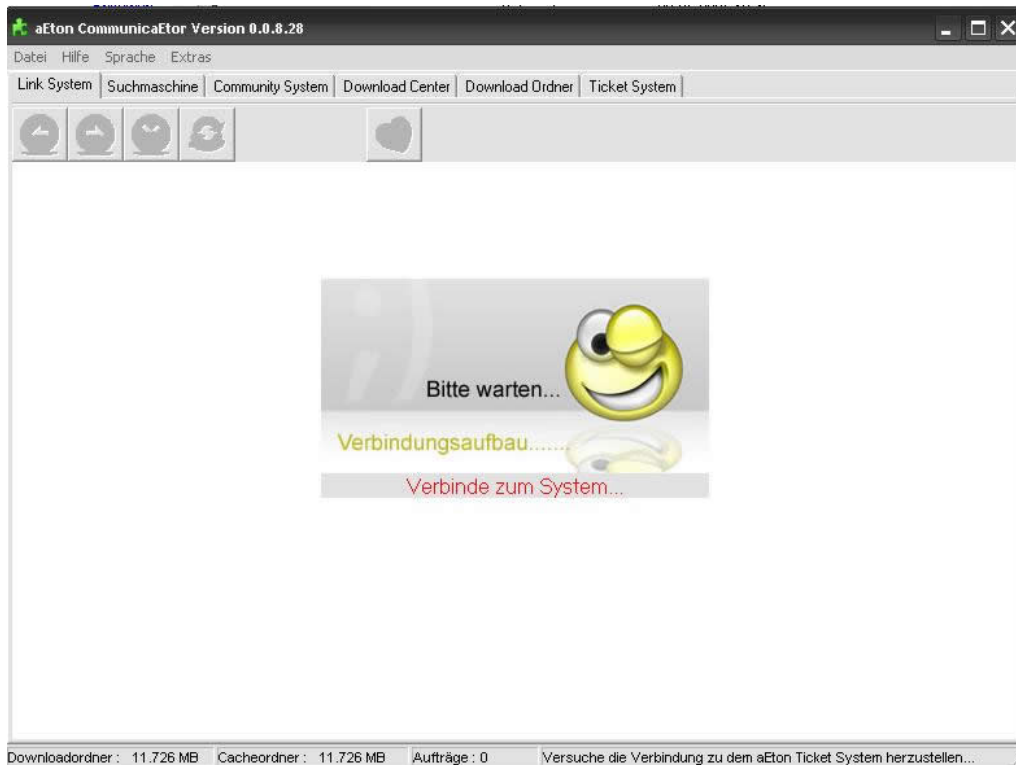 aEton CommunicaEtor Version 0.0.8.28
Datei Hilfe Sprache Extras
Link System Suchmaschine Community System Download Center Download Ordner Ticket System
;)
Bitte warten...
Verbindungsaufbau.......
Verbinde zum System...
Downloadordner : 11.726 MB Cacheordner : 11.726 MB Aufträge : 0 Versuche die Verbindung zu dem aEton Ticket System herzustellen...